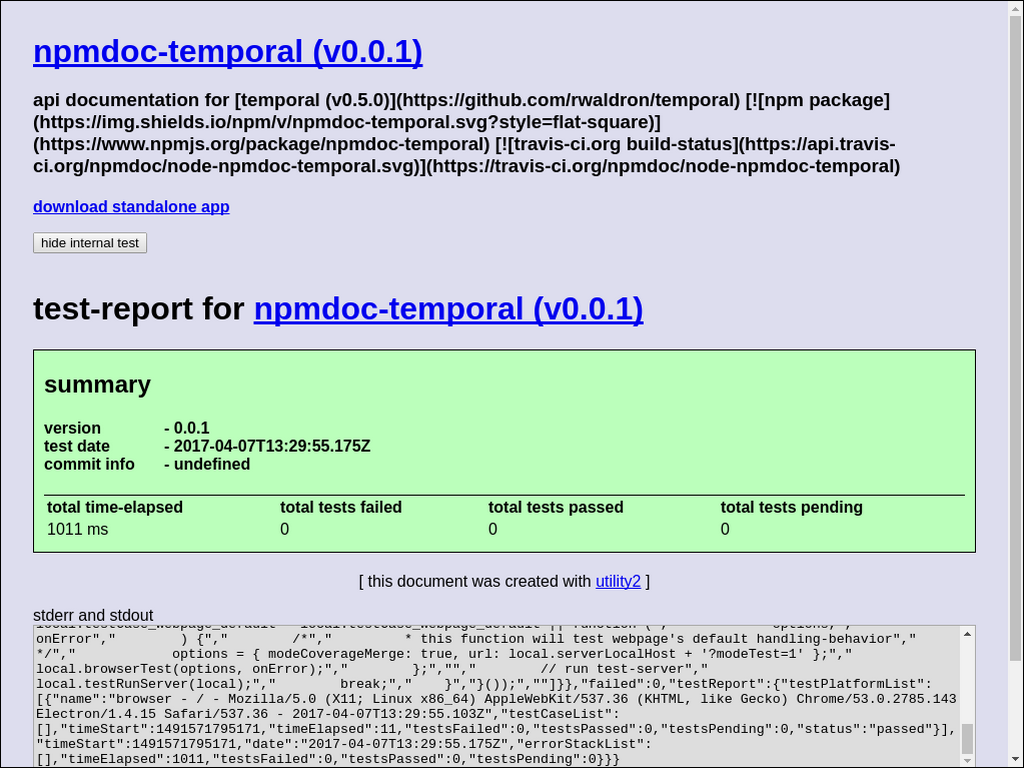 npmdoc-temporal (v0.0.1)
api documentation for [temporal (v0.5.0)](https://github.com/rwaldron/temporal) [![npm package]
(https://img.shields.io/npm/v/npmdoc-temporal.svg?style=flat-square)]
(https://www.npmjs.org/package/npmdoc-temporal) [![travis-ci.org build-status](https://api.travis-
ci.org/npmdoc/node-npmdoc-temporal.svg)](https://travis-ci.org/npmdoc/node-npmdoc-temporal)
download standalone app
hide internal test
test-report for npmdoc-temporal (v0.0.1)
summary
version - 0.0.1
test date - 2017-04-07T13:29:55.175Z
commit info - undefined
total time-elapsed total tests failed total tests passed total tests pending
1011 ms 0 0 0
[ this document was created with utility2 ]
stderr and stdout
local.testCase_webpage_default = local.testCase_webpage_default || function (","            options,","
onError","        ) {","        /*","         * this function will test webpage's default handling-behavior","
*/","            options = { modeCoverageMerge: true, url: local.serverLocalHost + '?modeTest=1' };","
local.browserTest(options, onError);","        };","","        // run test-server","
local.testRunServer(local);","        break;","    }","}());",""]}},"failed":0,"testReport":{"testPlatformList":
[{"name":"browser - / - Mozilla/5.0 (X11; Linux x86_64) AppleWebKit/537.36 (KHTML, like Gecko) Chrome/53.0.2785.143
Electron/1.4.15 Safari/537.36 - 2017-04-07T13:29:55.103Z","testCaseList":
[],"timeStart":1491571795171,"timeElapsed":11,"testsFailed":0,"testsPassed":0,"testsPending":0,"status":"passed"}],
"timeStart":1491571795171,"date":"2017-04-07T13:29:55.175Z","errorStackList":
[],"timeElapsed":1011,"testsFailed":0,"testsPassed":0,"testsPending":0}}}